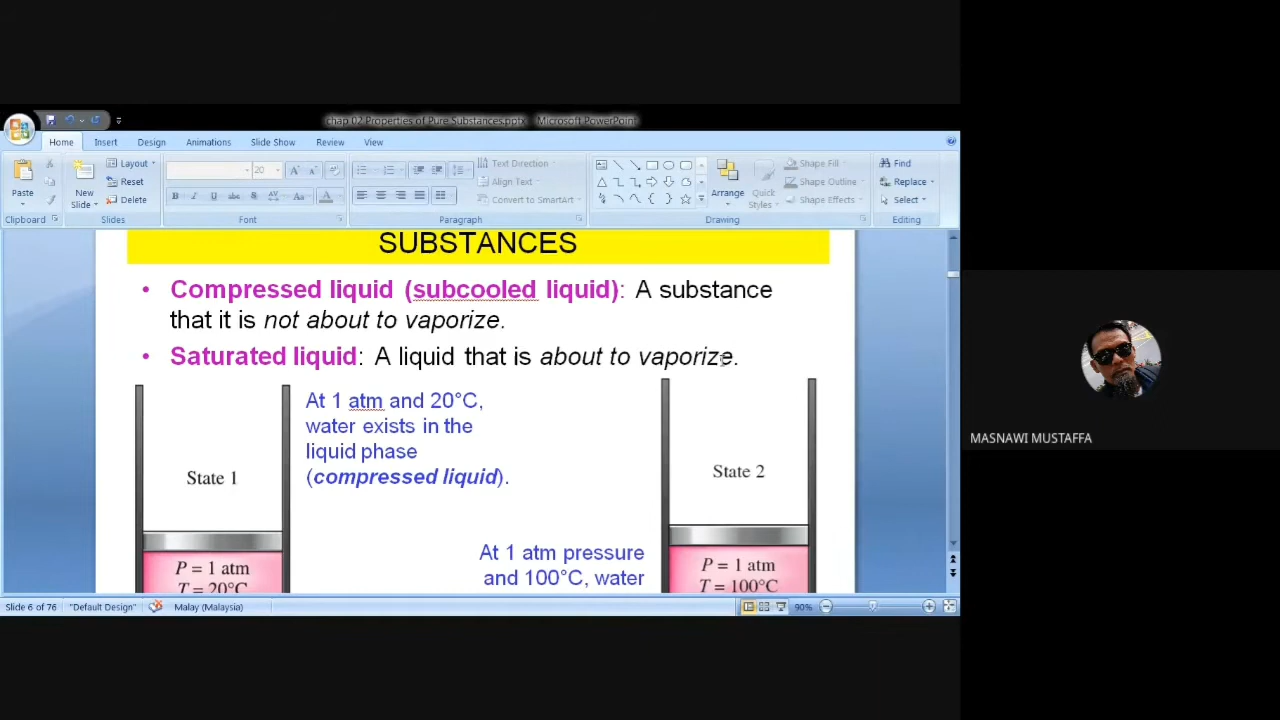 chap 02 Properties of Pure Substances.pptx - Microsoft PowerPoint
Home Insert Design Animations Slide Show Review View
Paste
Clipboard
New Slide
Layout
Reset
Delete
Slides
20
Font
Text Direction
Align Text
Convert to SmartArt
Paragraph
Arrange
Quick Styles
Shape Fill
Shape Outline
Shape Effects
Drawing
Find
Replace
Select
Editing
SUBSTANCES
• Compressed liquid (subcooled liquid): A substance
that it is not about to vaporize.
• Saturated liquid: A liquid that is about to vaporize.
At 1 atm and 20°C,
water exists in the
liquid phase
(compressed liquid).
State 1
P = 1 atm
T = 20°C
At 1 atm pressure
and 100°C, water
State 2
P = 1 atm
T = 100°C
MASNAWI MUSTAFFA
Slide 6 of 76 "Default Design" Malay (Malaysia) 90%